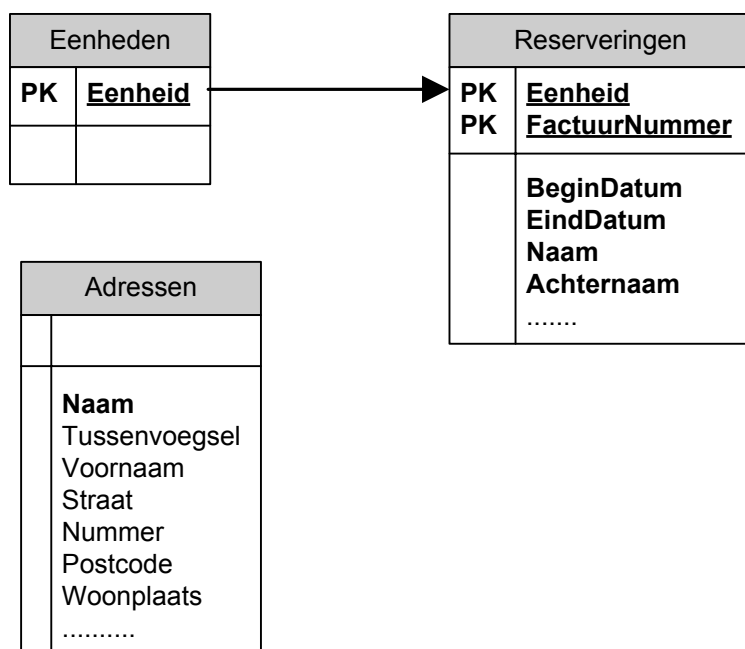 Eenheden
PK Eenheid
Reserveringen
PK Eenheid
PK FactuurNummer
BeginDatum
EindDatum
Naam
Achternaam
.......
Adressen
Naam
Tussenvoegsel
Voornaam
Straat
Nummer
Postcode
Woonplaats
..........